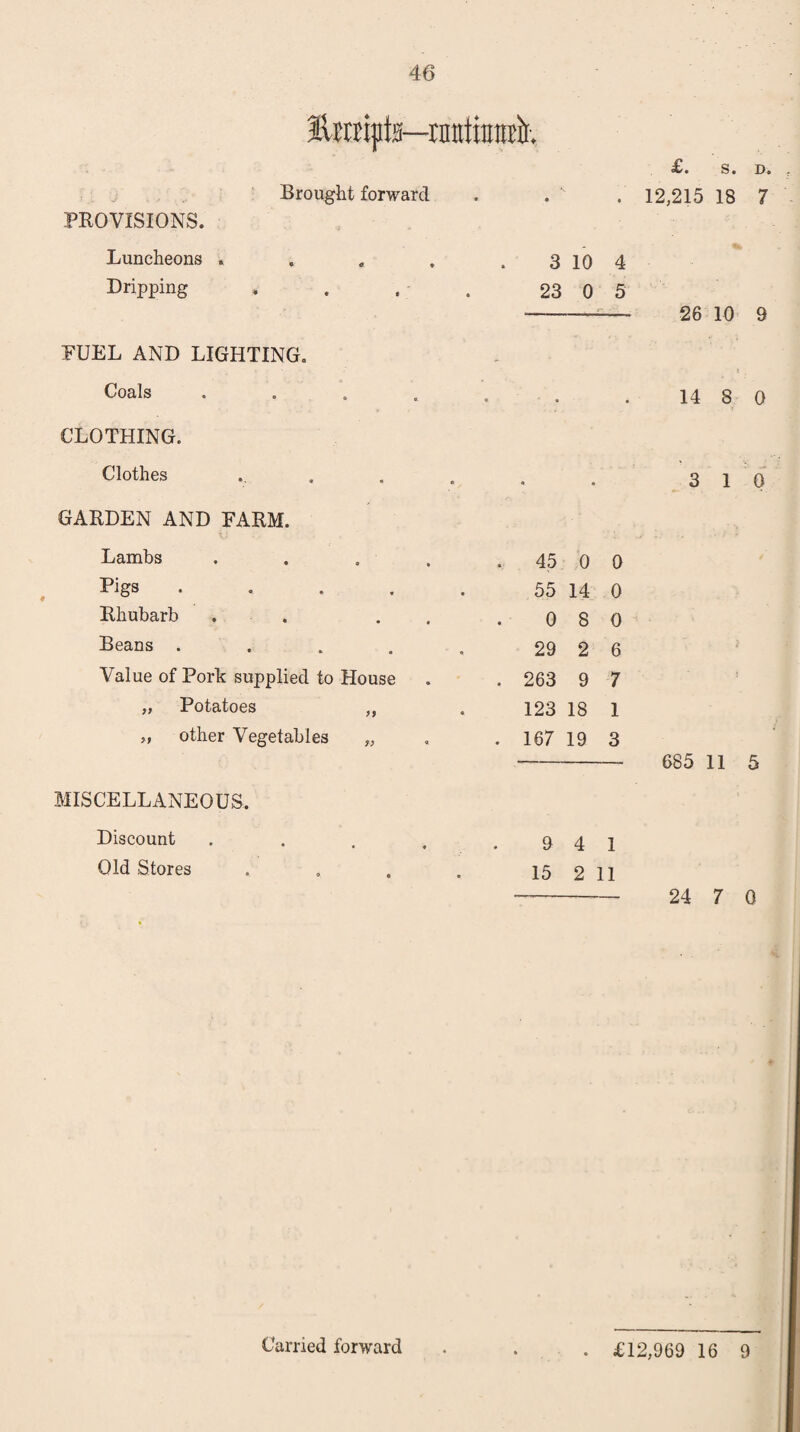 46
Receipts—continued.
£. S. D.
Brought forward . . . 12,215 18 7
PROVISIONS.
Luncheons . . . . . 3 10 4
Dripping . . . . 23 0 5
26 10 9
FUEL AND LIGHTING.
Coals . . . . . . . 14 8 0
CLOTHING.
Clothes . . . . . . 3 1 0
GARDEN AND FARM.
Lambs . . . . . 45 0 0
Pigs . . . . . 55 14 0
Rhubarb . . . . . 0 8 0
Beans . . . . . 29 2 6
Value of Pork supplied to House . . 263 9 7
„ Potatoes „ . 123 18 1
„ other Vegetables „ . . 167 19 3
685 11 5
MISCELLANEOUS.
Discount . . . . . 9 4 1
Old Stores . . . . 15 2 11
24 7 0
Carried forward . . . £12,969 16 9